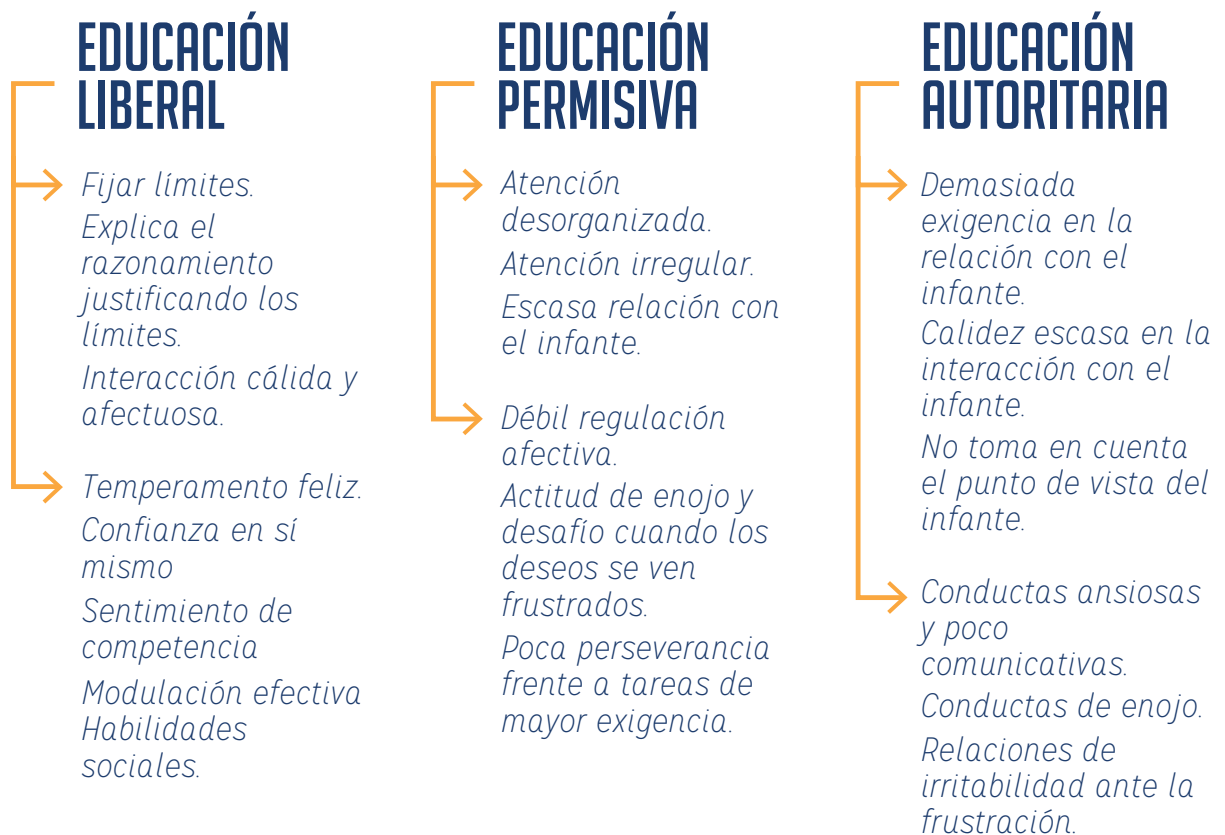 EDUCACIÓN
LIBERAL
Fijar límites.
Explica el
razonamiento
justificando los
límites.
Interacción cálida y
afectuosa.
Temperamento feliz.
Confianza en sí
mismo
Sentimiento de
competencia
Modulación efectiva
Habilidades
sociales.
EDUCACIÓN
PERMISIVA
Atención
desorganizada.
Atención irregular.
Escasa relación con
el infante.
Débil regulación
afectiva.
Actitud de enojo y
desafío cuando los
deseos se ven
frustrados.
Poca perseverancia
frente a tareas de
mayor exigencia.
EDUCACIÓN
AUTORITARIA
Demasiada
exigencia en la
relación con el
infante.
Calidez escasa en la
interacción con el
infante.
No toma en cuenta
el punto de vista del
infante.
Conductas ansiosas
y poco
comunicativas.
Conductas de enojo.
Relaciones de
irritabilidad ante la
frustración.